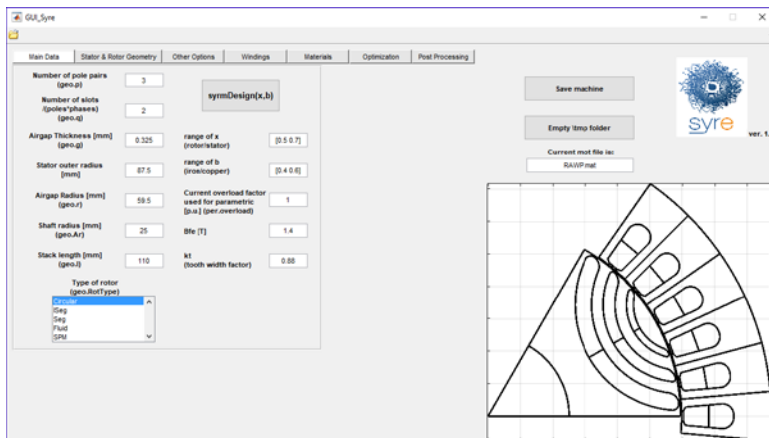 GUI_Syre
Main Data
Stator & Rotor Geometry
Other Options
Windings
Materials
Optimization
Post Processing
Number of pole pairs
(geo.p)
3
Number of slots
/(poles*phases)
(geo.q)
2
Airgap Thickness [mm]
(geo.g)
0.325
Stator outer radius
[mm]
87.5
Airgap Radius [mm]
(geo.r)
59.5
Shaft radius [mm]
(geo.Ar)
25
Stack length [mm]
(geo.l)
110
Type of rotor
(geo.RotType)
Circular
ISeg
Seg
Fluid
SPM
syrmDesign(x,b)
range of x
(rotor/stator)
[0.5 0.7]
range of b
(iros/copper)
[0.4 0.6]
Current overload factor
used for parametric
[p.u.] (per.overload)
1
Bfe [T]
1.4
kt
(tooth width factor)
0.88
Save machine
Empty \tmp folder
Current mot file is:
RAWP.mat
syre
ver. 1.